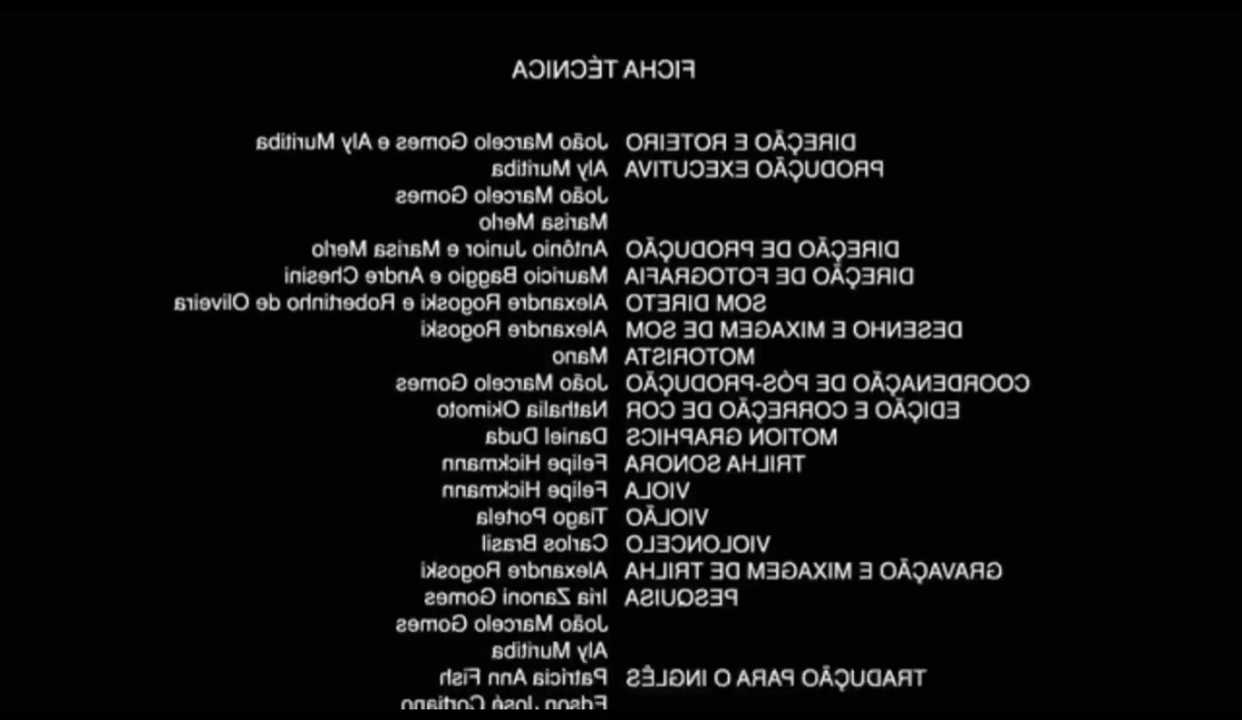 FICHA TÉCNICA
DIREÇÃO E ROTEIRO João Marcelo Gomes e Aly Muritiba
PRODUÇÃO EXECUTIVA Aly Muritiba
João Marcelo Gomes
Marisa Merlo
DIREÇÃO DE PRODUÇÃO Antônio Junior e Marisa Merlo
DIREÇÃO DE FOTOGRAFIA Mauricio Baggio e Andre Chesini
SOM DIRETO Alexandre Rogoski e Robertinho de Oliveira
DESENHO E MIXAGEM DE SOM Alexandre Rogoski
MOTORISTA Mano
COORDENAÇÃO DE PÓS-PRODUÇÃO João Marcelo Gomes
EDIÇÃO E CORREÇÃO DE COR Nathalia Okimoto
MOTION GRAPHICS Daniel Duda
TRILHA SONORA Felipe Hickmann
VIOLA Felipe Hickmann
VIOLÃO Tiago Portela
VIOLONCELO Carlos Brasil
GRAVAÇÃO E MIXAGEM DE TRILHA Alexandre Rogoski
PESQUISA Iria Zanoni Gomes
João Marcelo Gomes
Aly Muritiba
TRADUÇÃO PARA O INGLÊS Patricia Ann Fish
Edson José Cortiano